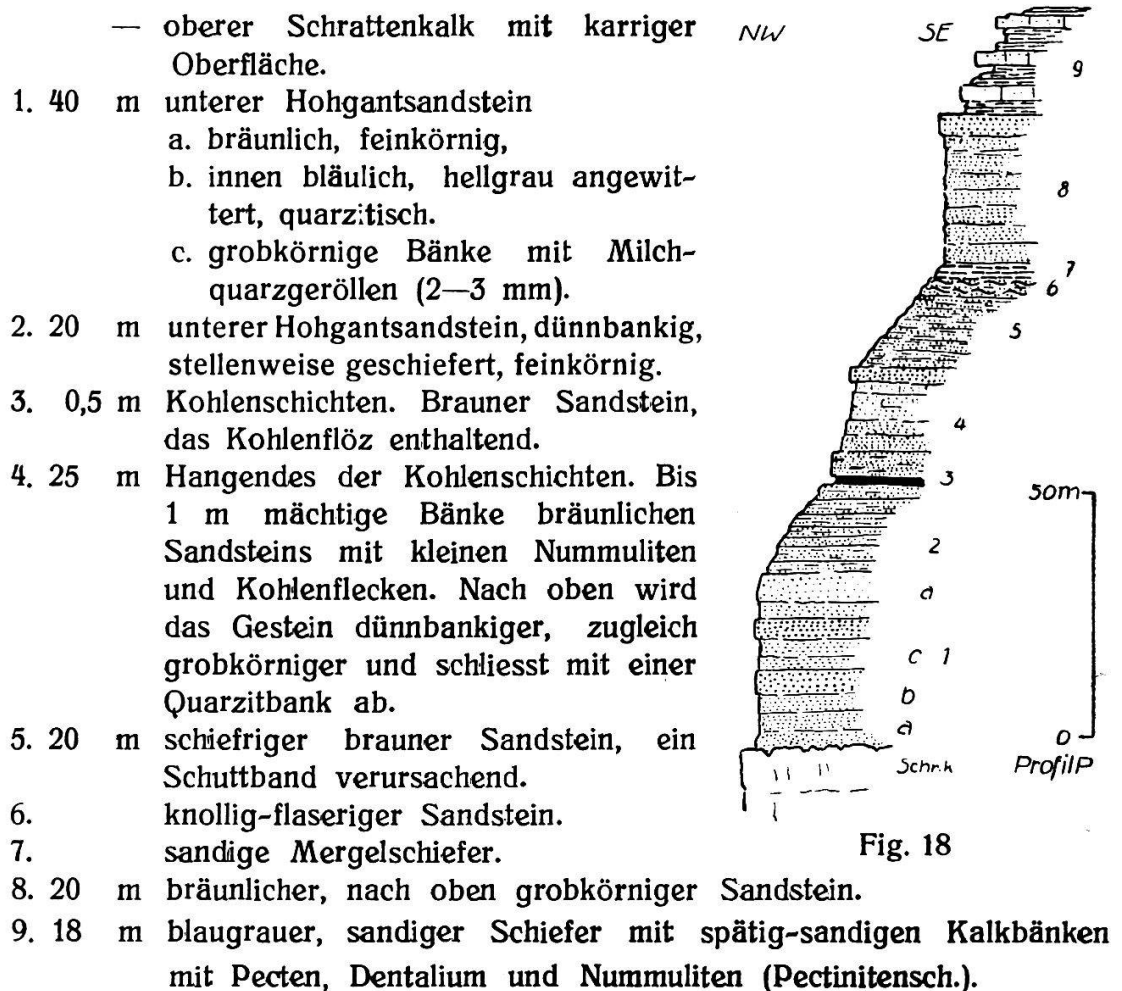 — oberer Schrattenkalk mit karriger
Oberfläche.
1. 40 m unterer Hohgantsandstein
a. bräunlich, feinkörnig,
b. innen bläulich, hellgrau angewit-
tert, quarzitisch.
c. grobkörnige Bänke mit Milch-
quarzgeröllen (2—3 mm).
2. 20 m unterer Hohgantsandstein, dünnbankig,
stellenweise geschiefert, feinkörnig.
3. 0,5 m Kohlenschichten. Brauner Sandstein,
das Kohlenflöz enthaltend.
4. 25 m Hangendes der Kohlenschichten. Bis
1 m mächtige Bänke bräunlichen
Sandsteins mit kleinen Nummuliten
und Kohlenflecken. Nach oben wird
das Gestein dünnbankiger, zugleich
grobkörniger und schliesst mit einer
Quarzitbank ab.
5. 20 m schiefriger brauner Sandstein, ein
Schuttband verursachend.
6. knollig-flaseriger Sandstein.
7. sandige Mergelschiefer.
8. 20 m bräunlicher, nach oben grobkörniger Sandstein.
9. 18 m blaugrauer, sandiger Schiefer mit spätig-sandigen Kalkbänken
mit Pecten, Dentalium und Nummuliten (Pectinitensch.).
NW SE
9
8
7
6
5
4
3
50m
2
a
c 1
b
a
0
Schr.k Profil P
Fig. 18